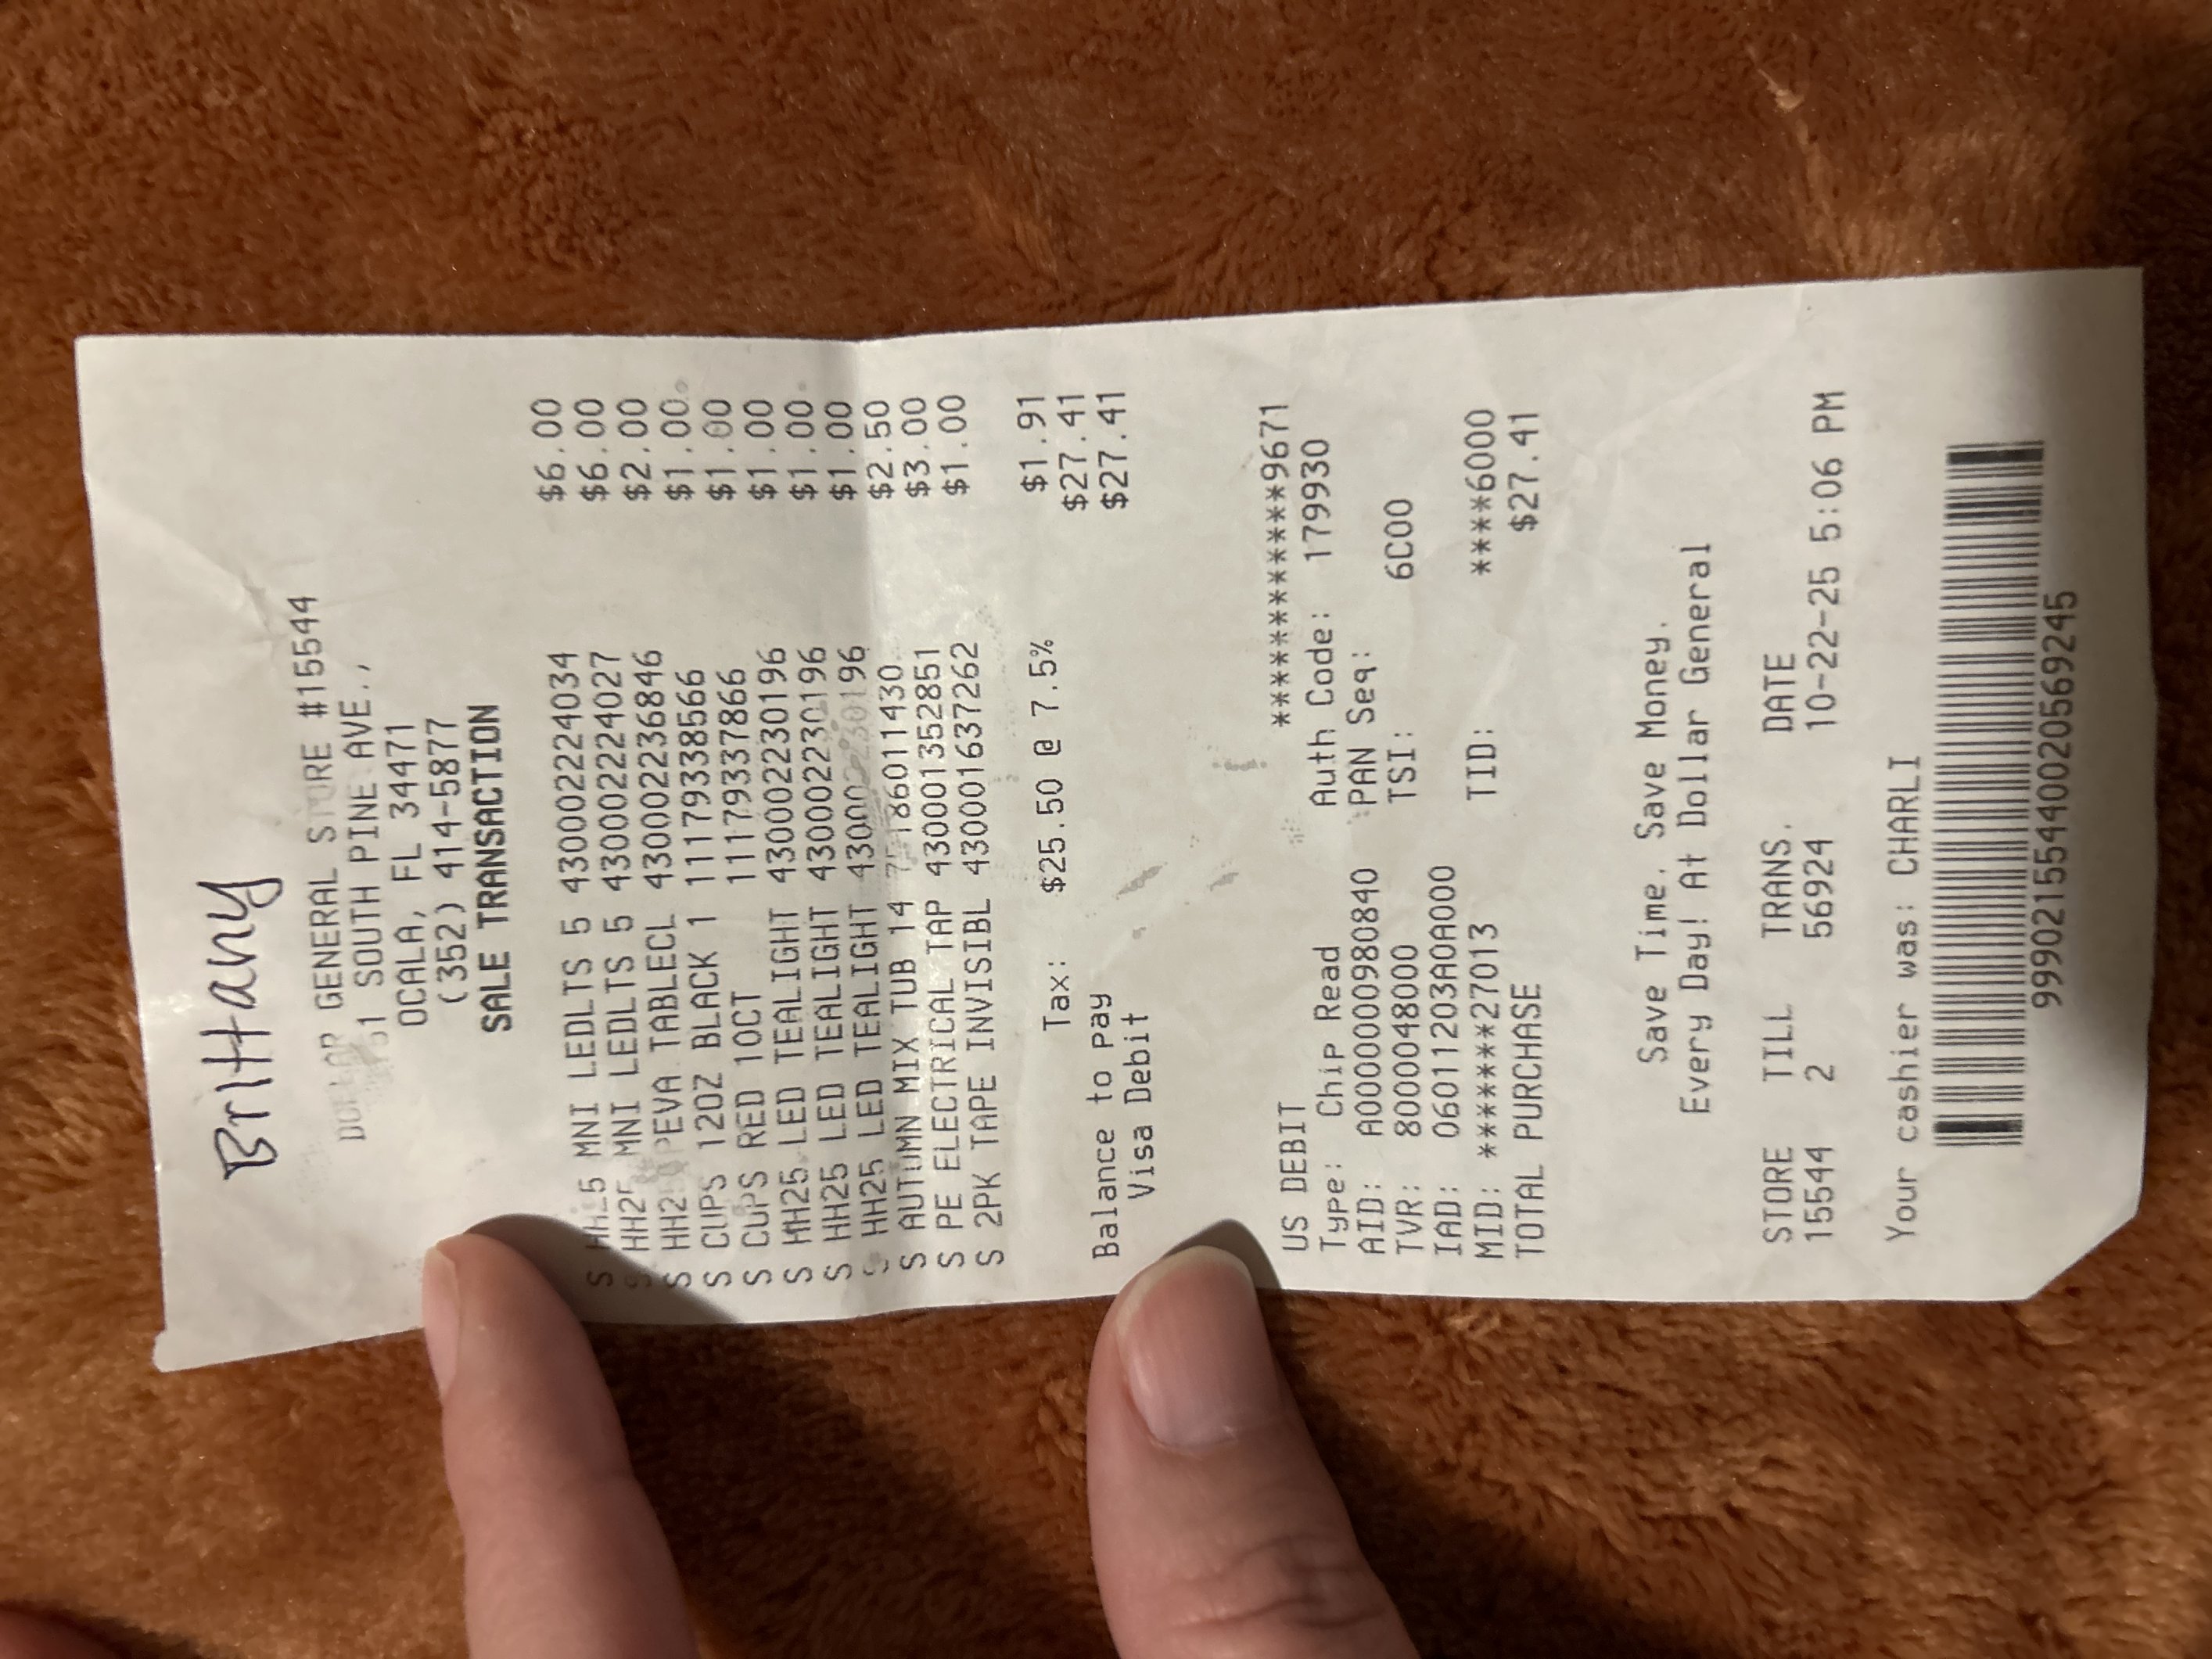 Brittany
DOLLAR GENERAL STORE #15544
SOUTH PINE AVE.,
OCALA, FL 34471
(352) 414-5877
SALE TRANSACTION
S HH25 MNI LEDLTS 5 430002224034 $6.00
S HH25 MNI LEDLTS 5 430002224027 $6.00
S HH25 PEVA TABLECL 430002236846 $2.00
S CUPS 12OZ BLACK 1 111793338566 $1.00
S CUPS RED 10CT 111793337866 $1.00
S HH25 LED TEALIGHT 430002230196 $1.00
S HH25 LED TEALIGHT 430002230196 $1.00
S HH25 LED TEALIGHT 430002230196 $1.00
S AUTUMN MIX TUB 14 $2.50
S PE ELECTRICAL TAP 430001352851 $3.00
S 2PK TAPE INVISIBL 430001637262 $1.00
Tax: $25.50 @ 7.5% $1.91
Balance to Pay $27.41
Visa Debit $27.41
US DEBIT ************9671
Type: Chip Read Auth Code: 179930
AID: A0000000980840 PAN Seq:
TVR: 8000048000 TSI: 6C00
IAD: 06011203A0A000
MID: *******27013 TID: ****6000
TOTAL PURCHASE $27.41
Save Time. Save Money.
Every Day! At Dollar General
STORE TILL TRANS. DATE
15544 2 56924 10-22-25 5:06 PM
Your cashier was: CHARLI
99902155440020569245